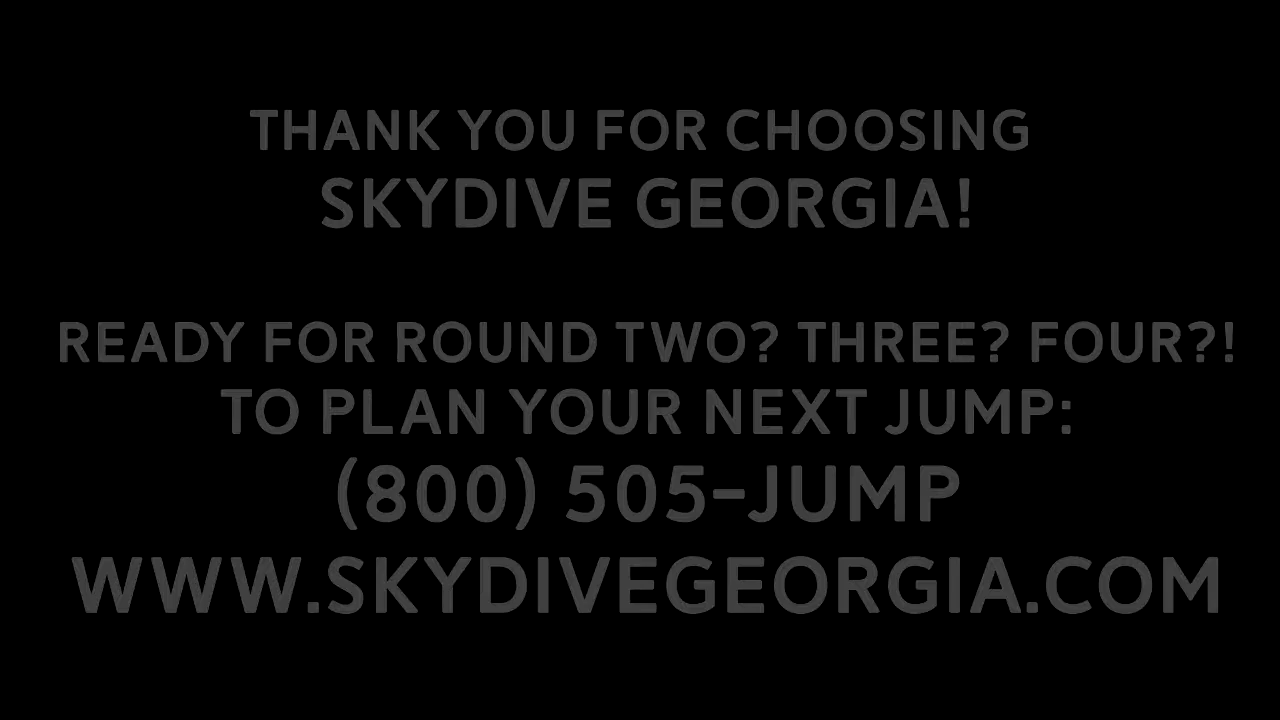 THANK YOU FOR CHOOSING
SKYDIVE GEORGIA!
READY FOR ROUND TWO? THREE? FOUR?!
TO PLAN YOUR NEXT JUMP:
(800) 505-JUMP
WWW.SKYDIVEGEORGIA.COM